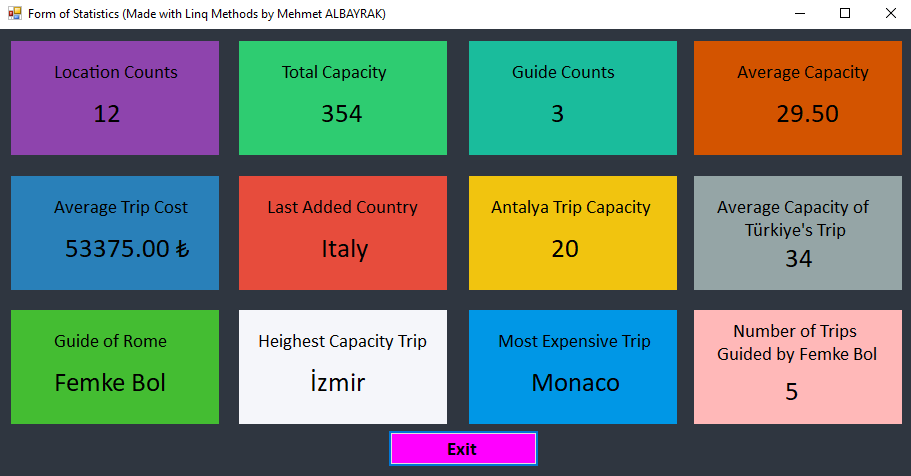 Form of Statistics (Made with Linq Methods by Mehmet ALBAYRAK)
Location Counts
12
Total Capacity
354
Guide Counts
3
Average Capacity
29.50
Average Trip Cost
53375.00 ₺
Last Added Country
Italy
Antalya Trip Capacity
20
Average Capacity of
Türkiye's Trip
34
Guide of Rome
Femke Bol
Heighest Capacity Trip
İzmir
Most Expensive Trip
Monaco
Number of Trips
Guided by Femke Bol
5
Exit